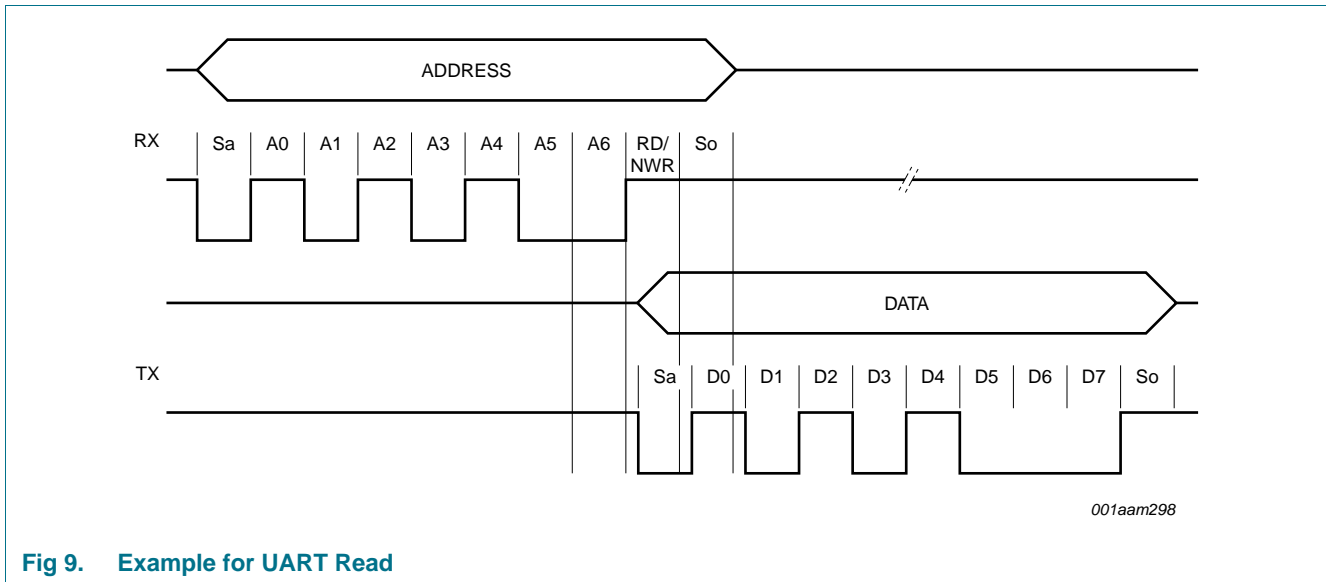 ADDRESS
RX Sa A0 A1 A2 A3 A4 A5 A6 RD/ So
NWR
DATA
TX Sa D0 D1 D2 D3 D4 D5 D6 D7 So
001aam298
Fig 9. Example for UART Read